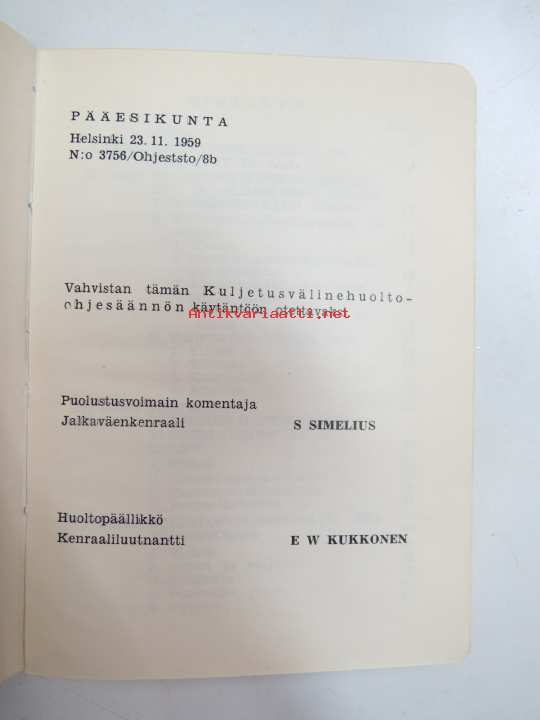 PÄÄESIKUNTA
Helsinki 23. 11. 1959
N:o 3756/Ohjeststo/8b
Vahvistan tämän Kuljetusvälinehuolto-
ohjesäännön käytäntöön otettavaksi
Antikvariaatti.net
Puolustusvoimain komentaja
Jalkaväenkenraali S SIMELIUS
Huoltopäällikkö
Kenraaliluutnantti E W KUKKONEN